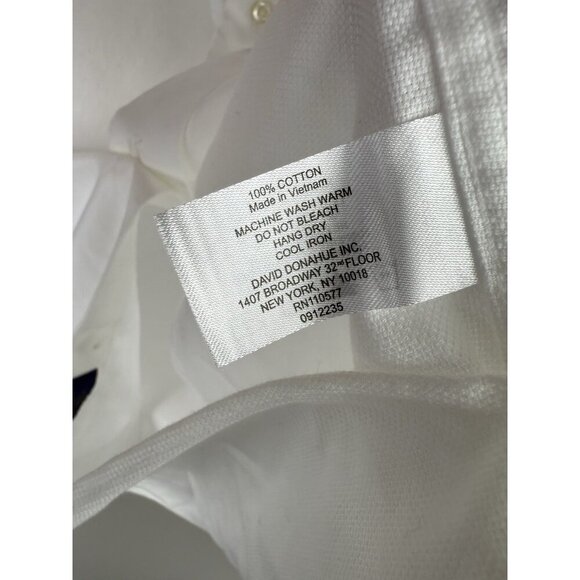 100% COTTON
Made in Vietnam
MACHINE WASH WARM
DO NOT BLEACH
HANG DRY
COOL IRON
DAVID DONAHUE INC.
1407 BROADWAY 32ⁿᵈ FLOOR
NEW YORK, NY 10018
RN110577
0912235